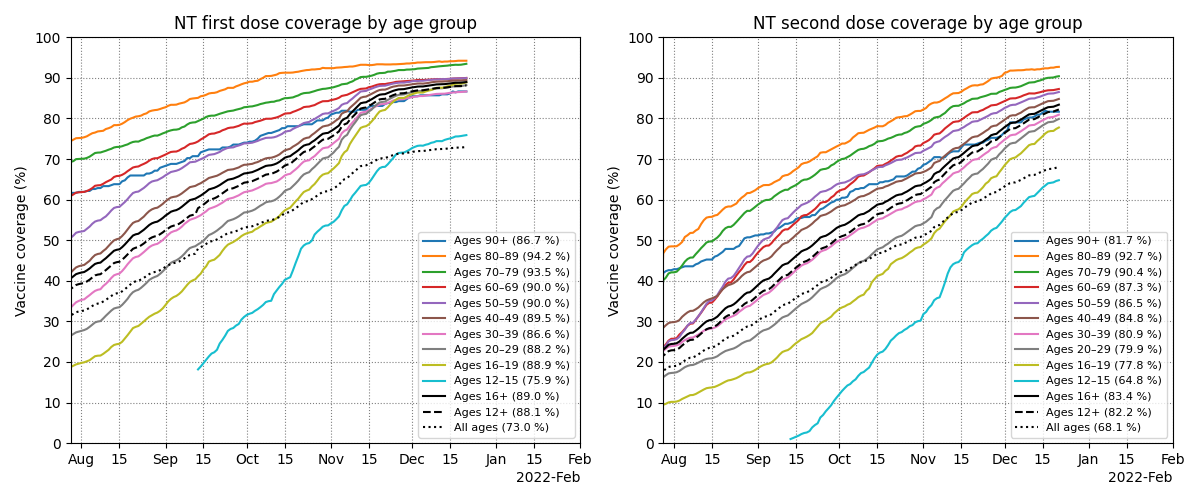 NT first dose coverage by age group
Vaccine coverage (%)
100
90
80
70
60
50
40
30
20
10
0
Ages 90+ (86.7 %)
Ages 80–89 (94.2 %)
Ages 70–79 (93.5 %)
Ages 60–69 (90.0 %)
Ages 50–59 (90.0 %)
Ages 40–49 (89.5 %)
Ages 30–39 (86.6 %)
Ages 20–29 (88.2 %)
Ages 16–19 (88.9 %)
Ages 12–15 (75.9 %)
Ages 16+ (89.0 %)
Ages 12+ (88.1 %)
All ages (73.0 %)
Aug 15 Sep 15 Oct 15 Nov 15 Dec 15 Jan 15 Feb
2022-Feb
NT second dose coverage by age group
Vaccine coverage (%)
100
90
80
70
60
50
40
30
20
10
0
Ages 90+ (81.7 %)
Ages 80–89 (92.7 %)
Ages 70–79 (90.4 %)
Ages 60–69 (87.3 %)
Ages 50–59 (86.5 %)
Ages 40–49 (84.8 %)
Ages 30–39 (80.9 %)
Ages 20–29 (79.9 %)
Ages 16–19 (77.8 %)
Ages 12–15 (64.8 %)
Ages 16+ (83.4 %)
Ages 12+ (82.2 %)
All ages (68.1 %)
Aug 15 Sep 15 Oct 15 Nov 15 Dec 15 Jan 15 Feb
2022-Feb